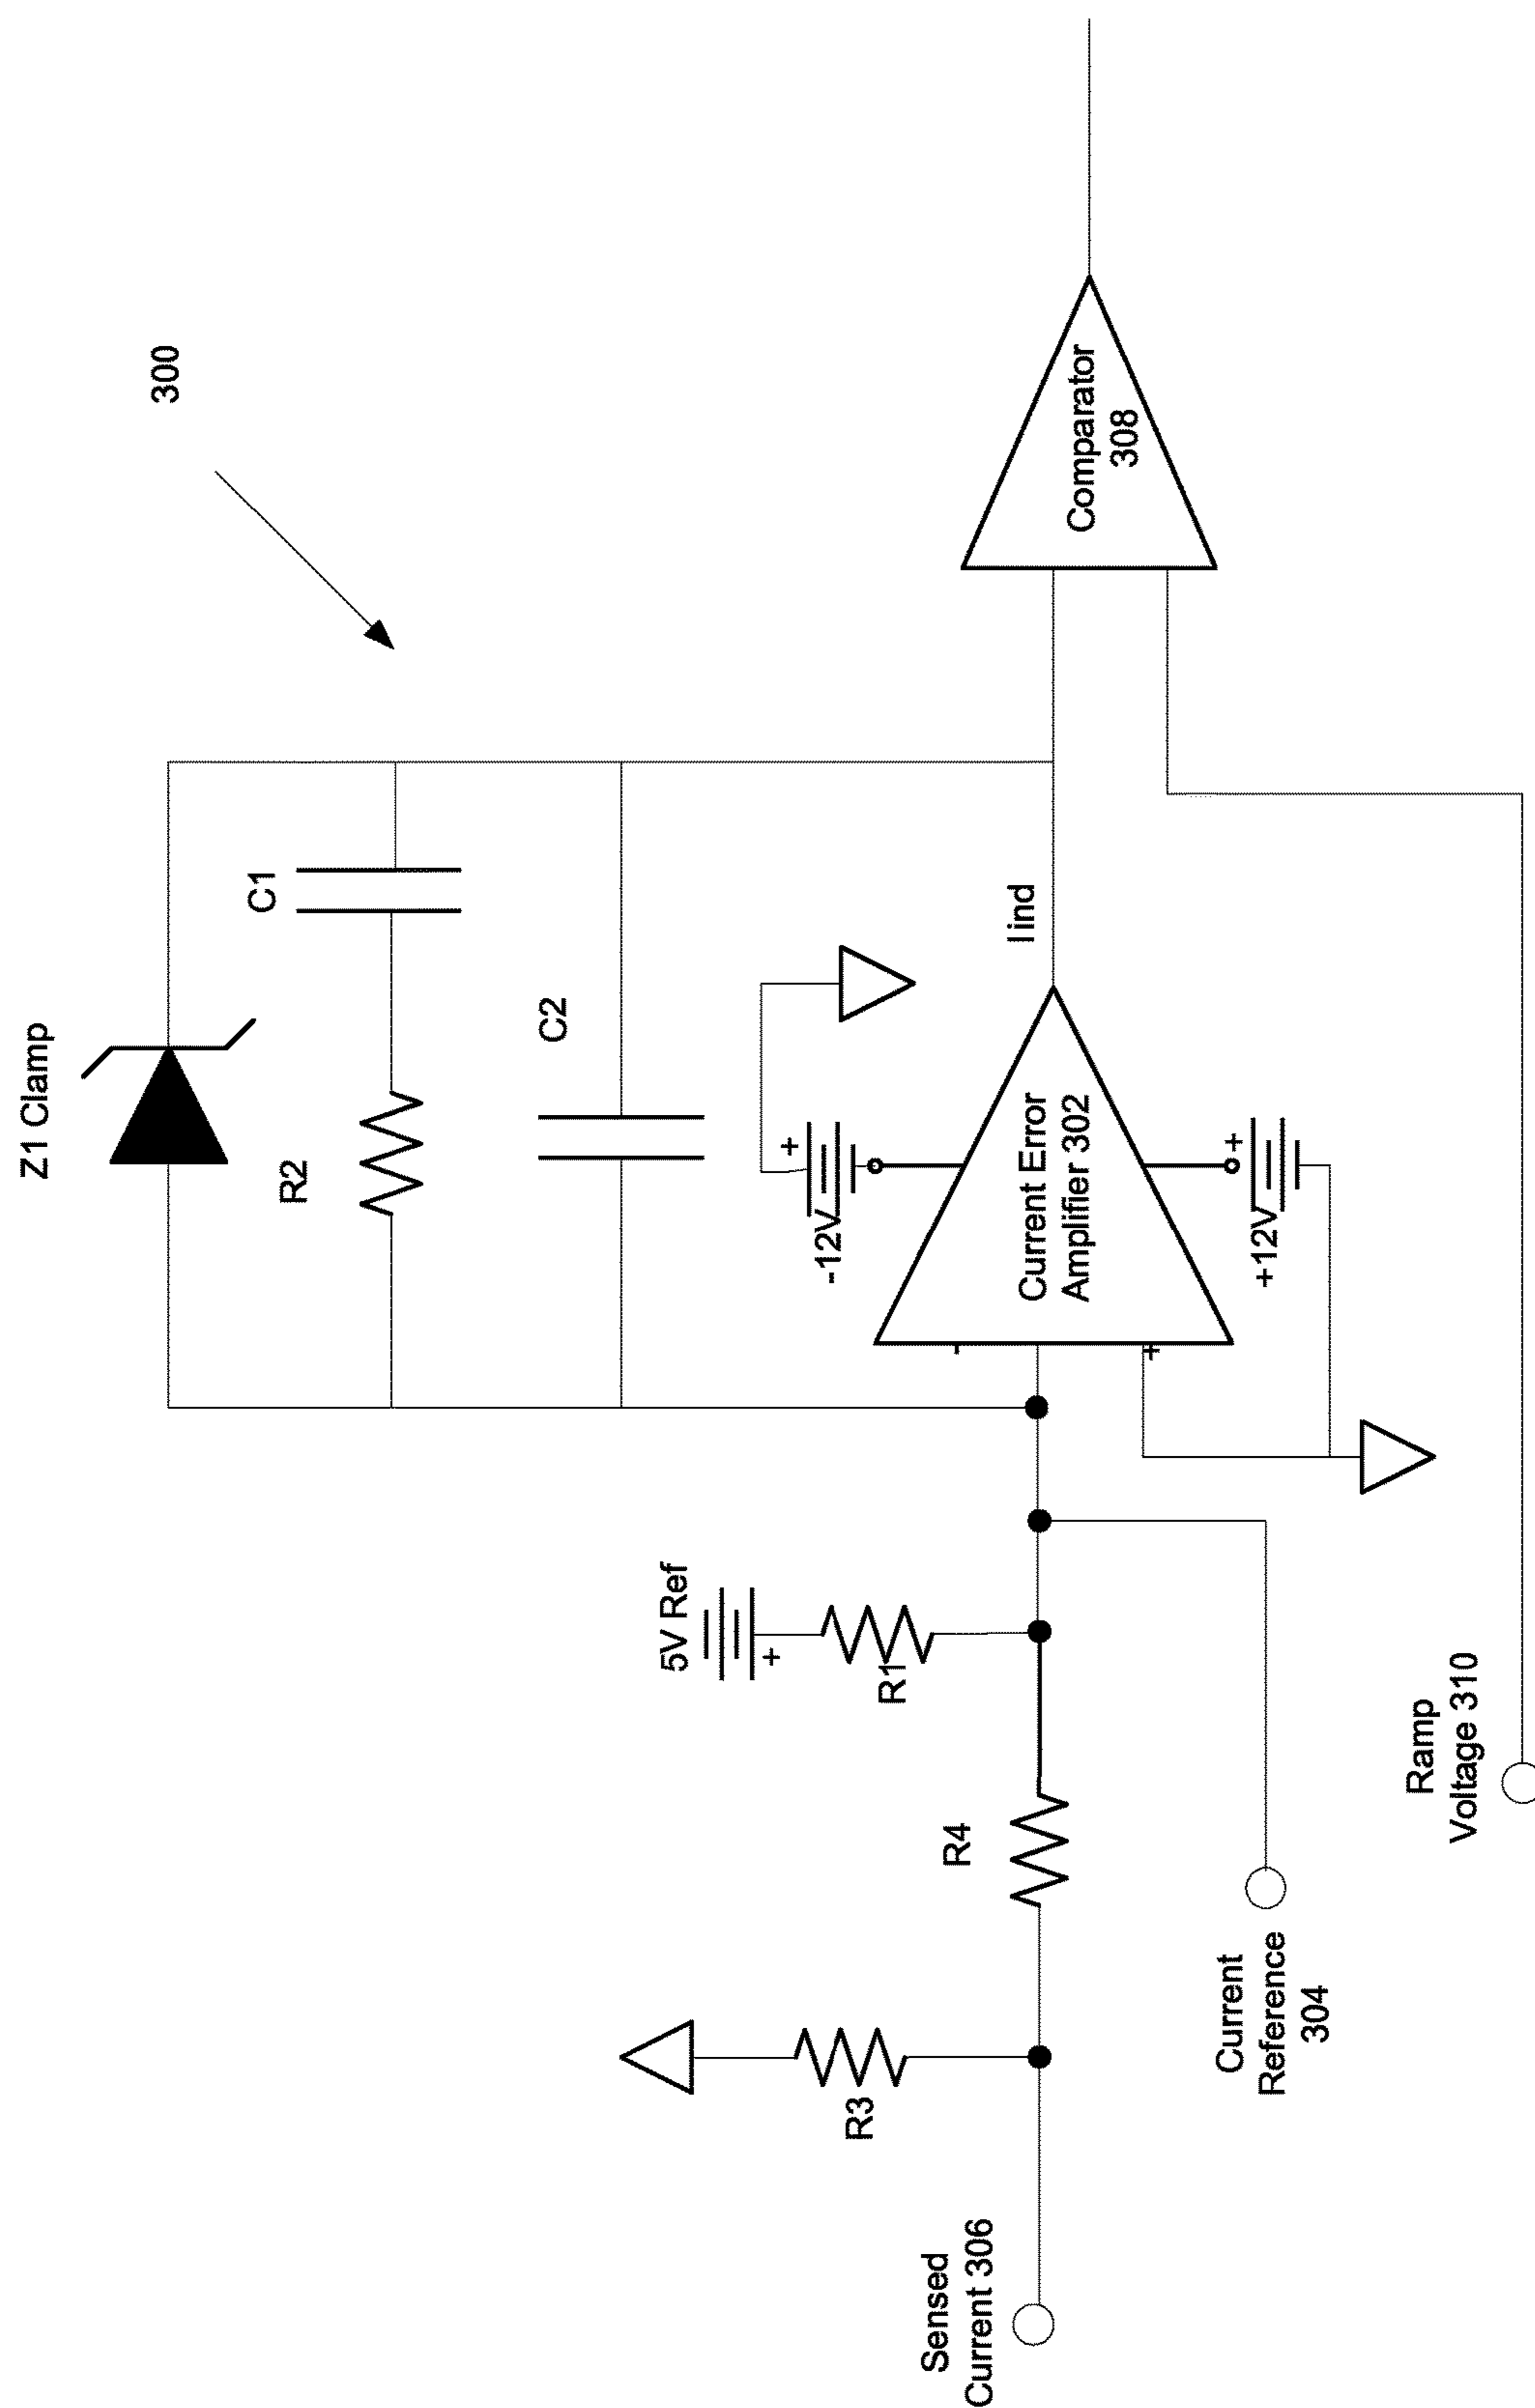 300
Z1 Clamp
C1
R2
C2
+
-12V
Iind
Comparator
308
Current Error
Amplifier 302
-
+
+
+12V
5V Ref
+
R1
R4
R3
Sensed
Current 306
Current
Reference
304
Ramp
Voltage 310